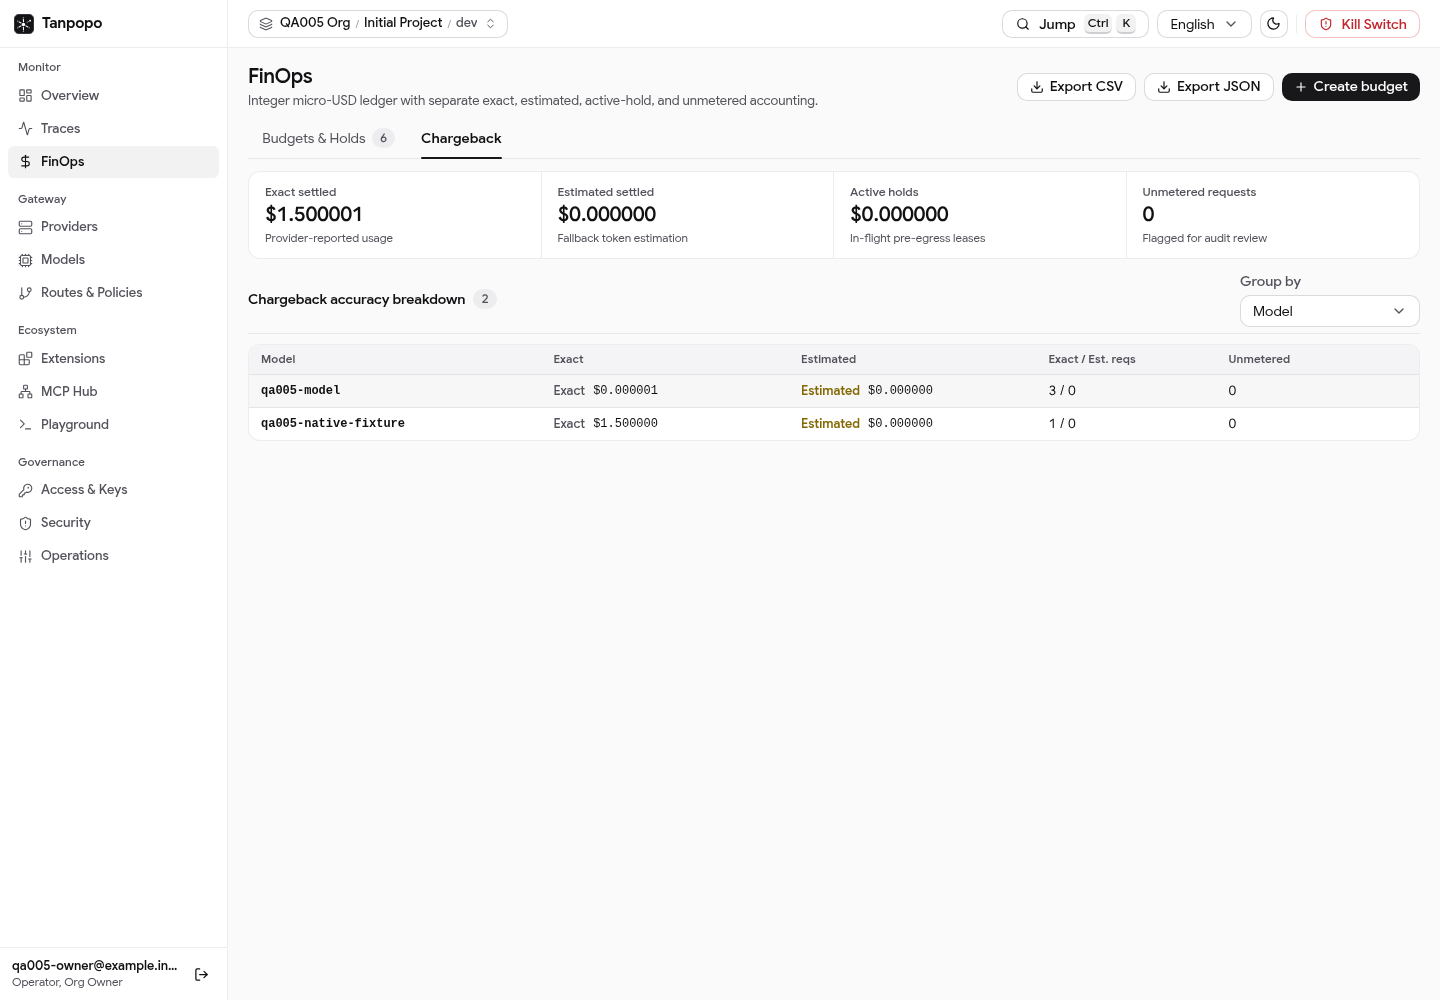 Tanpopo
QA005 Org / Initial Project / dev
Jump Ctrl K
English
Kill Switch
Monitor
Overview
Traces
FinOps
Gateway
Providers
Models
Routes & Policies
Ecosystem
Extensions
MCP Hub
Playground
Governance
Access & Keys
Security
Operations
qa005-owner@example.in...
Operator, Org Owner
FinOps
Integer micro-USD ledger with separate exact, estimated, active-hold, and unmetered accounting.
Export CSV
Export JSON
Create budget
Budgets & Holds 6
Chargeback
Exact settled
$1.500001
Provider-reported usage
Estimated settled
$0.000000
Fallback token estimation
Active holds
$0.000000
In-flight pre-egress leases
Unmetered requests
0
Flagged for audit review
Chargeback accuracy breakdown 2
Group by
Model
Model Exact Estimated Exact / Est. reqs Unmetered
qa005-model Exact $0.000001 Estimated $0.000000 3 / 0 0
qa005-native-fixture Exact $1.500000 Estimated $0.000000 1 / 0 0